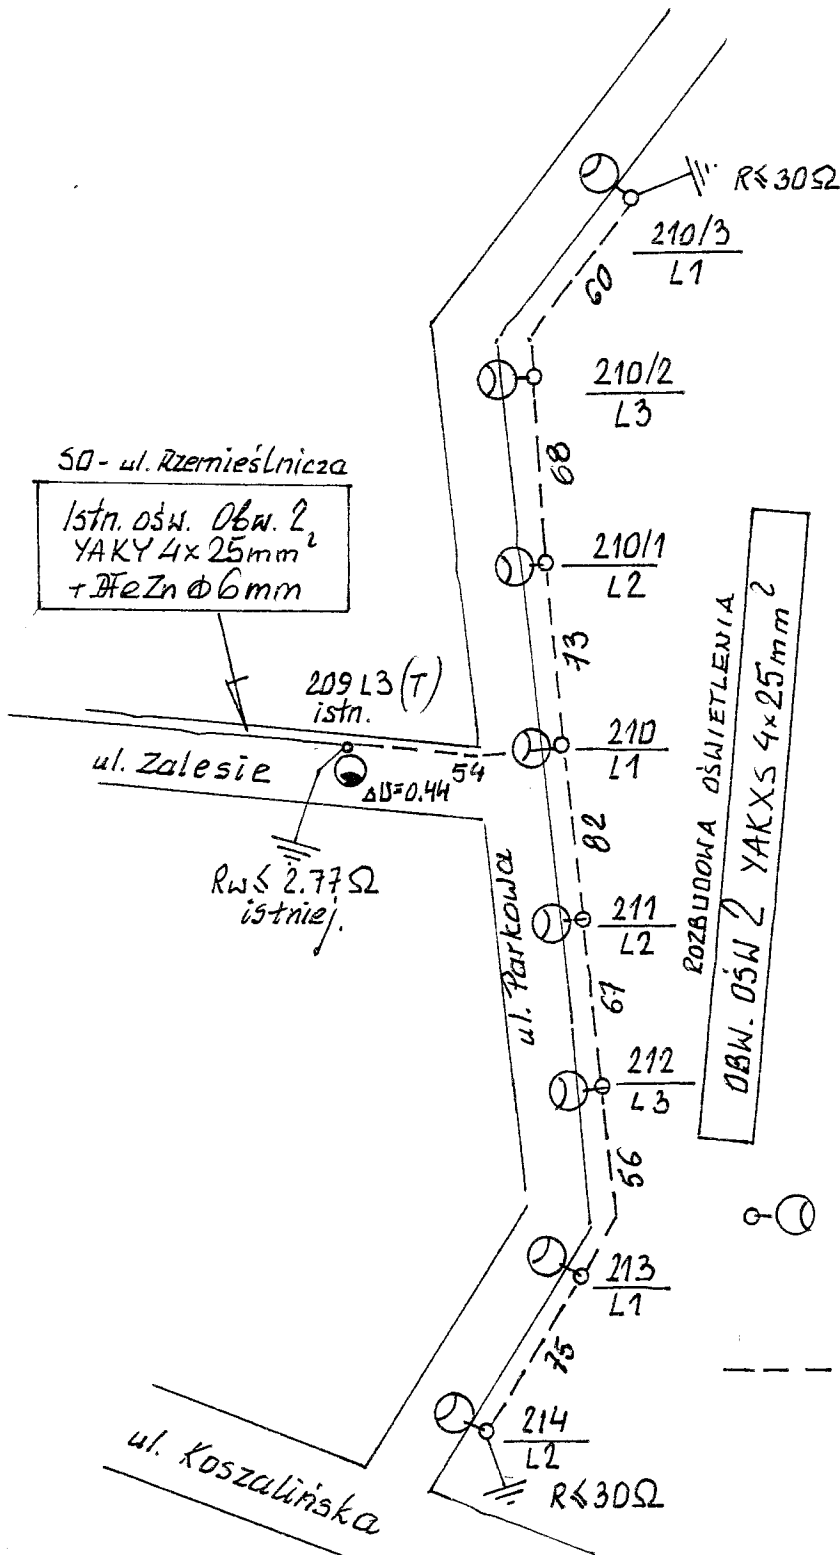 R≤30Ω
210/3
L1
60
210/2
L3
68
SO - ul. Rzemieślnicza
Istn. ośw. Obw. 2
YAKY 4x25mm²
+ DFeZn Φ6mm
210/1
L2
73
209 L3 (T)
istn.
210
L1
54
ul. Zalesie
ΔU=0.44
82
Rw≤ 2.77Ω
istniej.
ul. Parkowa
211
L2
67
ROZBUDOWA OŚWIETLENIA
OBW. OŚW 2 YAKXS 4x25mm²
212
L3
56
213
L1
75
214
L2
R≤30Ω
ul. Koszalińska